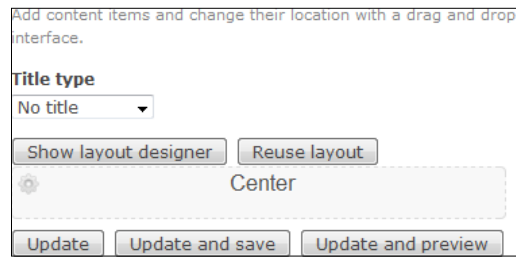 Add content items and change their location with a drag and drop
interface.
Title type
No title
Show layout designer Reuse layout
Center
Update Update and save Update and preview